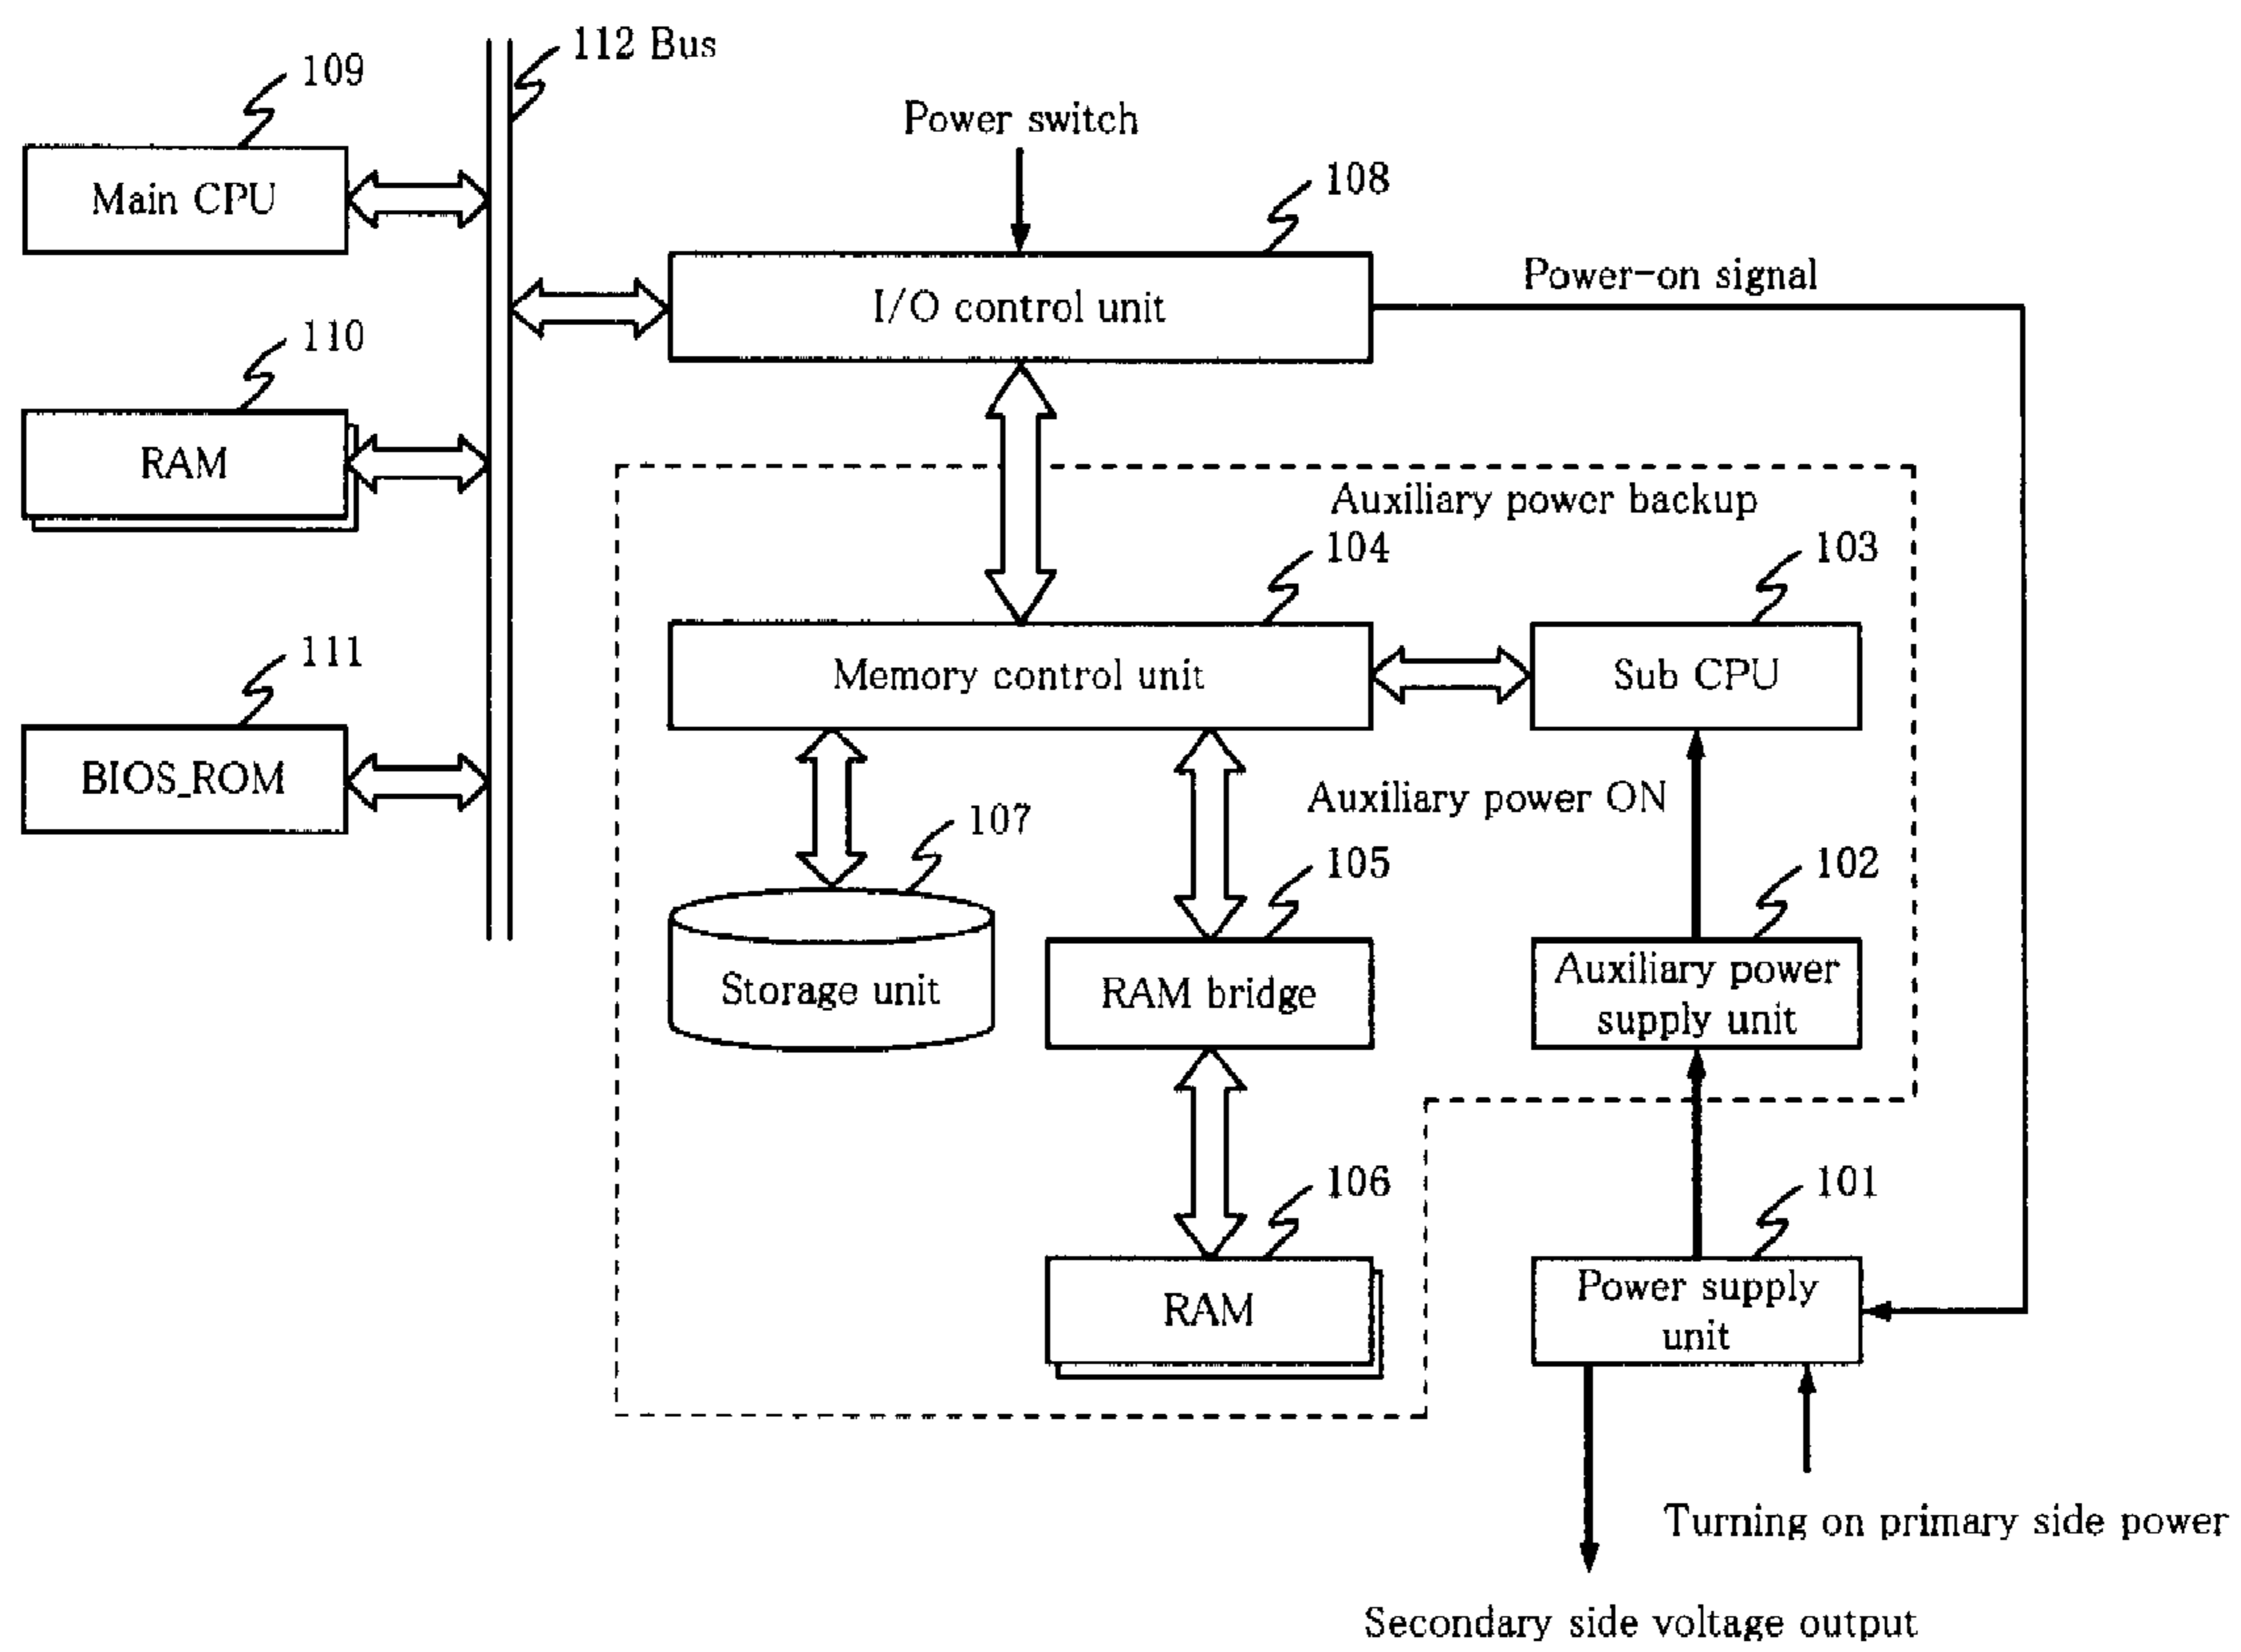 112 Bus
109
Main CPU
Power switch
108
I/O control unit
Power-on signal
110
RAM
Auxiliary power backup
104
103
Memory control unit
Sub CPU
111
BIOS_ROM
Auxiliary power ON
107
105
102
Storage unit
RAM bridge
Auxiliary power
supply unit
106
101
RAM
Power supply
unit
Turning on primary side power
Secondary side voltage output